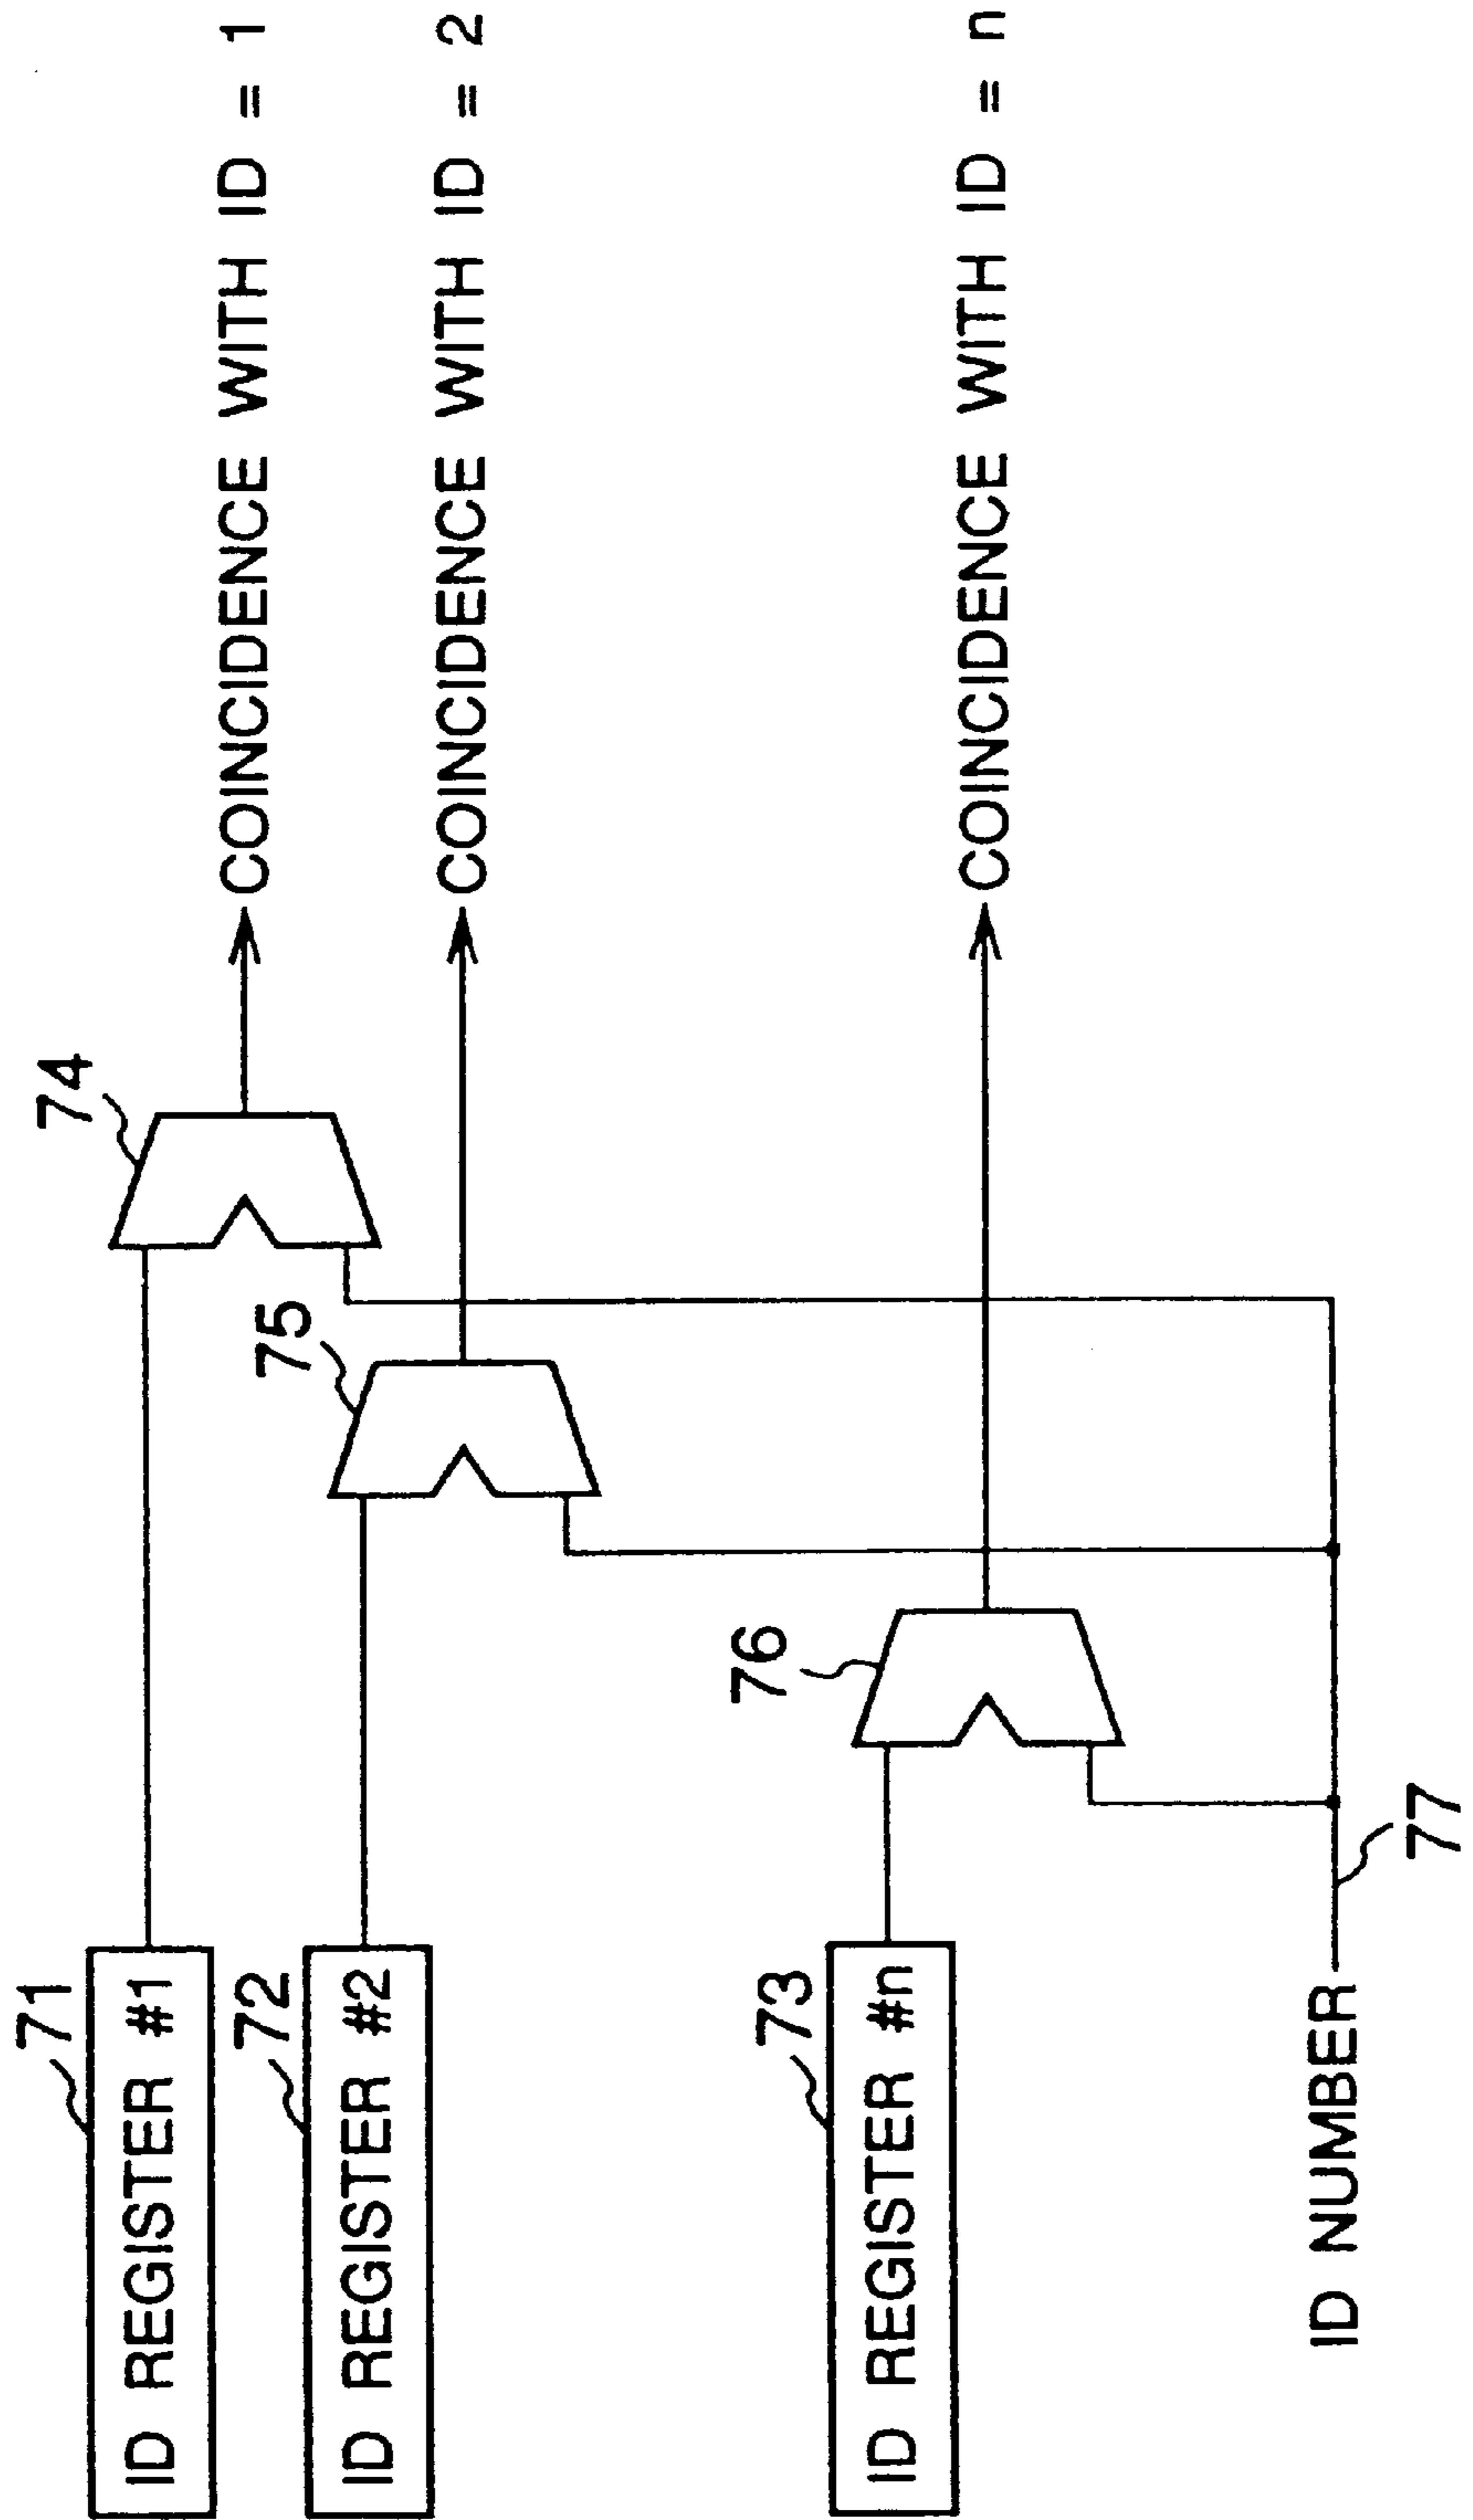 71
ID REGISTER #1
74
COINCIDENCE WITH ID = 1
72
ID REGISTER #2
75
COINCIDENCE WITH ID = 2
73
ID REGISTER #n
76
COINCIDENCE WITH ID = n
ID NUMBER
77